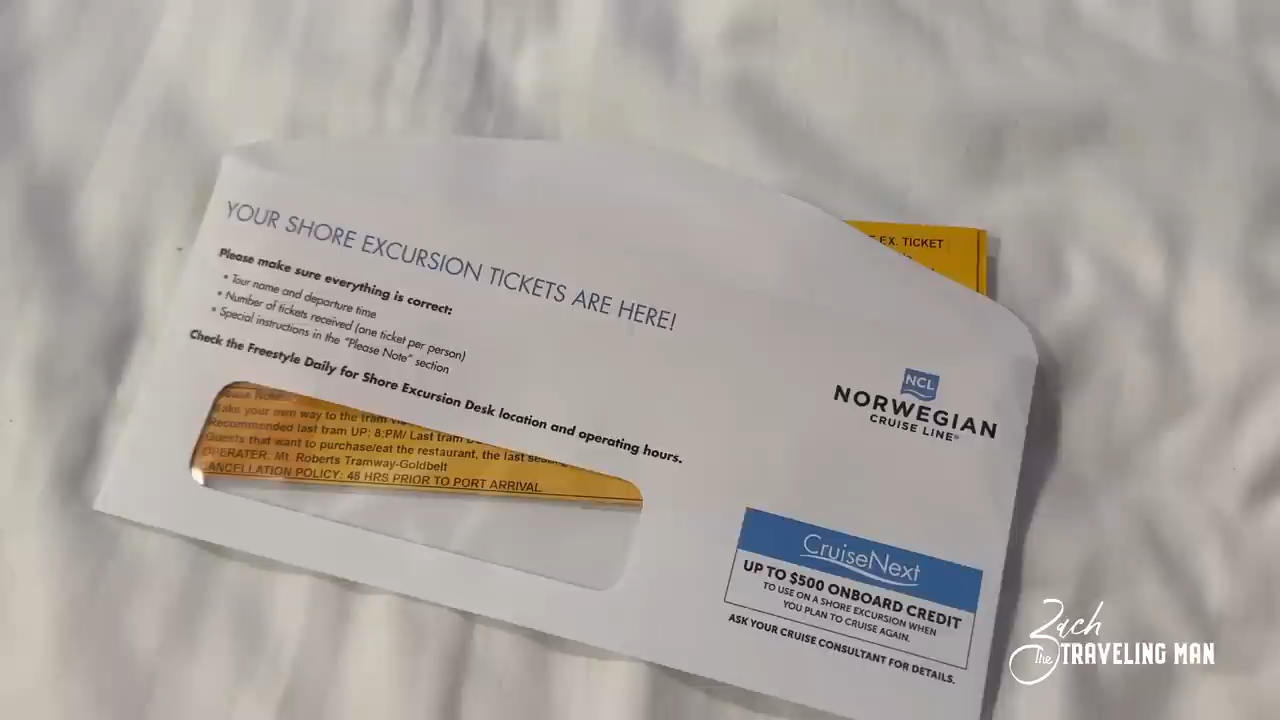 YOUR SHORE EXCURSION TICKETS ARE HERE!
Please make sure everything is correct:
• Tour name and departure time
• Number of tickets received (one ticket per person)
• Special instructions in the "Please Note" section
Check the Freestyle Daily for Shore Excursion Desk location and operating hours.
ake your own way to the tram
Recommended last tram UP: 8:PM/ Last tram
Guests that want to purchase/eat the restaurant, the last
OPERATER: Mt. Roberts Tramway-Goldbelt
ANCELLATION POLICY: 48 HRS PRIOR TO PORT ARRIVAL
EX. TICKET
NCL
NORWEGIAN
CRUISE LINE®
CruiseNext
UP TO $500 ONBOARD CREDIT
TO USE ON A SHORE EXCURSION WHEN
YOU PLAN TO CRUISE AGAIN.
ASK YOUR CRUISE CONSULTANT FOR DETAILS.
Zach
The TRAVELING MAN